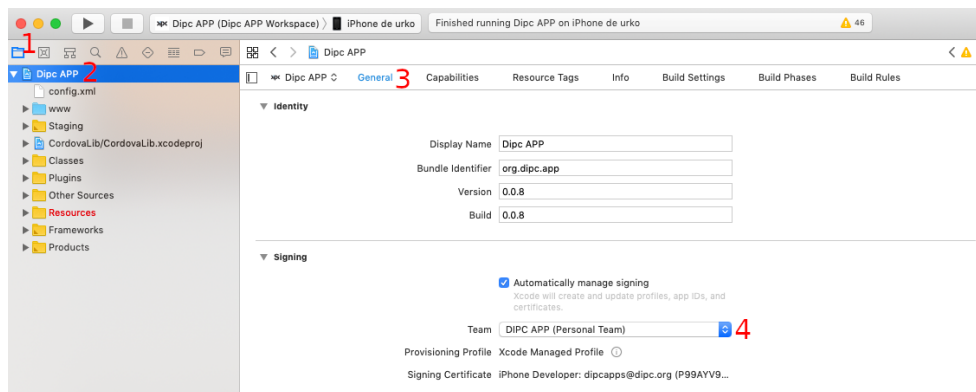 Dipc APP (Dipc APP Workspace) 〉 iPhone de urko
Finished running Dipc APP on iPhone de urko
46
1
Dipc APP
Dipc APP 2
config.xml
www
Staging
CordovaLib/CordovaLib.xcodeproj
Classes
Plugins
Other Sources
Resources
Frameworks
Products
Dipc APP General 3 Capabilities Resource Tags Info Build Settings Build Phases Build Rules
Identity
Display Name Dipc APP
Bundle Identifier org.dipc.app
Version 0.0.8
Build 0.0.8
Signing
Automatically manage signing
Xcode will create and update profiles, app IDs, and
certificates.
Team DIPC APP (Personal Team) 4
Provisioning Profile Xcode Managed Profile
Signing Certificate iPhone Developer: dipcapps@dipc.org (P99AYV9...